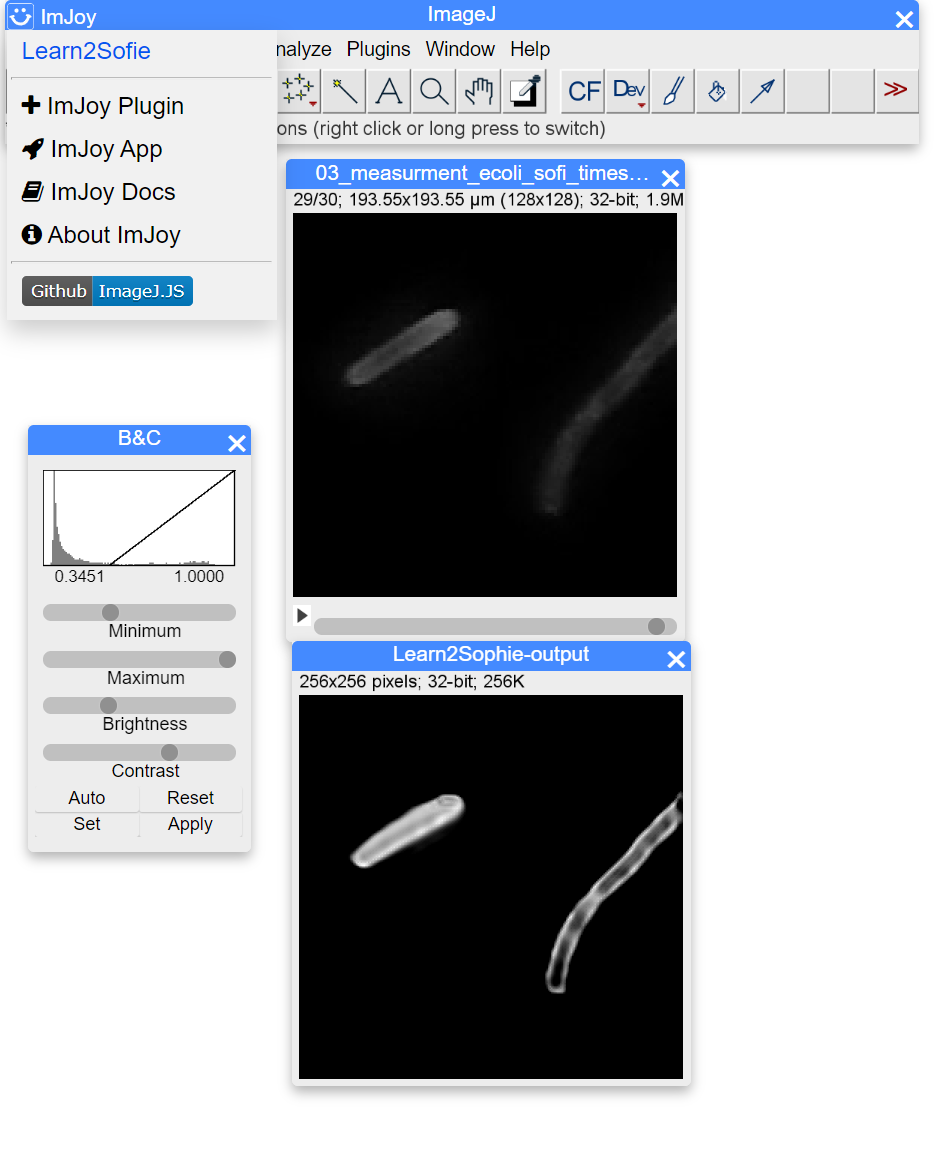 ImJoy
ImageJ
Learn2Sofie
nalyze Plugins Window Help
ImJoy Plugin
ImJoy App
ImJoy Docs
About ImJoy
Github ImageJ.JS
A CF Dev >>
ons (right click or long press to switch)
03_measurment_ecoli_sofi_times...
29/30; 193.55x193.55 µm (128x128); 32-bit; 1.9M
B&C
0.3451 1.0000
Minimum
Maximum
Brightness
Contrast
Auto Reset
Set Apply
Learn2Sophie-output
256x256 pixels; 32-bit; 256K